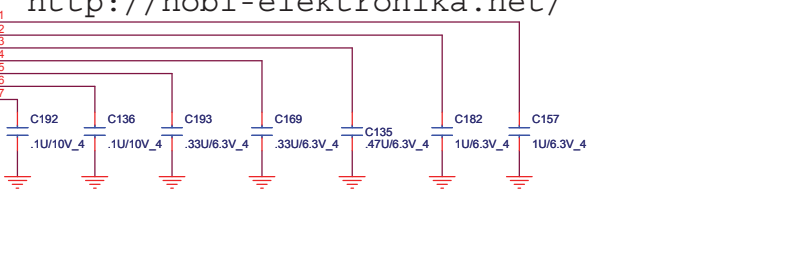 http://hobi-elektronika.net/
1
2
3
4
5
6
7
C192
C136
C193
C169
C135
C182
C157
.1U/10V_4
.1U/10V_4
.33U/6.3V_4
.33U/6.3V_4
.47U/6.3V_4
1U/6.3V_4
1U/6.3V_4